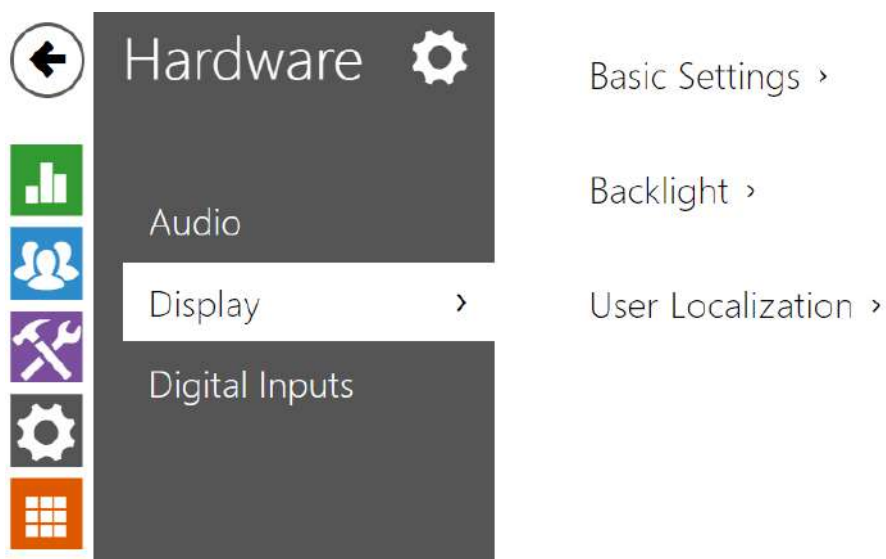 Hardware
Audio
Display >
Digital Inputs
Basic Settings >
Backlight >
User Localization >